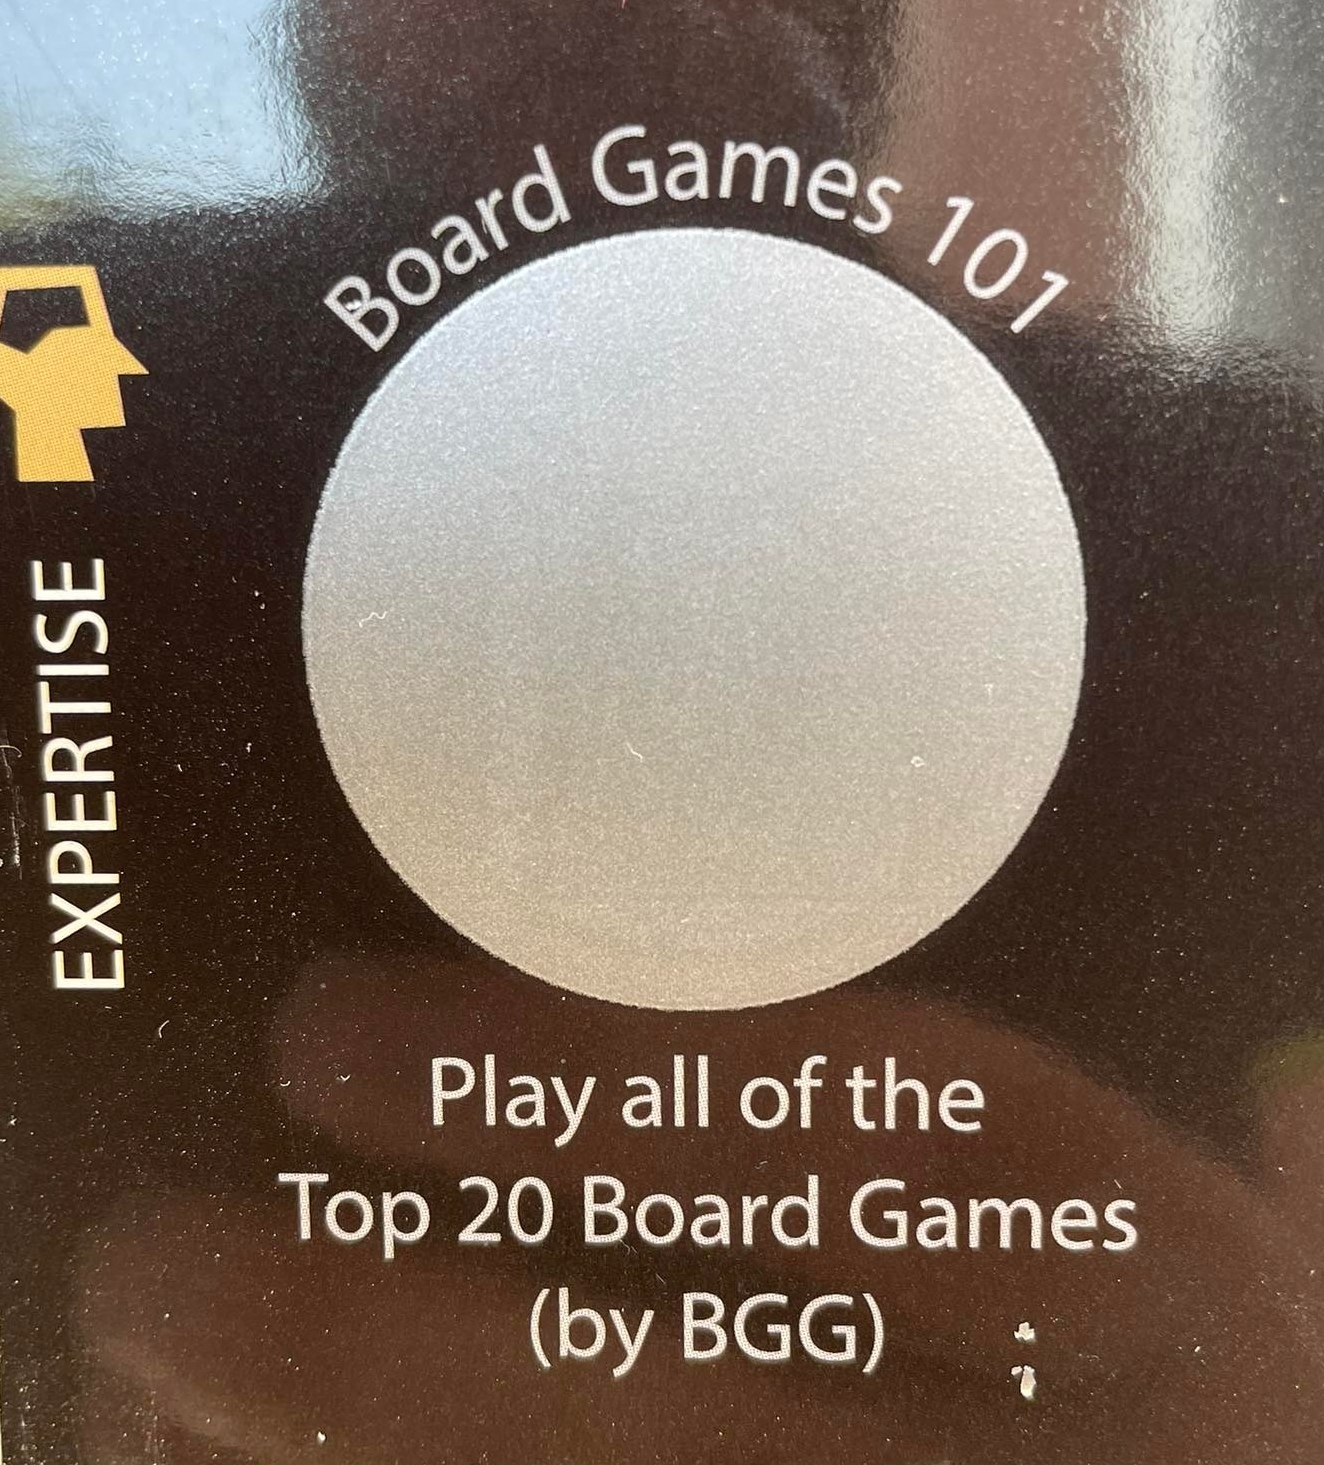 Board Games 101
EXPERTISE
Play all of the
Top 20 Board Games
(by BGG)